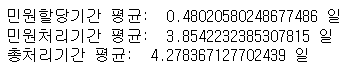 민원할당기간 평균:  0.48020580248677486 일
민원처리기간 평균:  3.8542232385307815 일
총처리기간 평균:  4.278367127702439 일